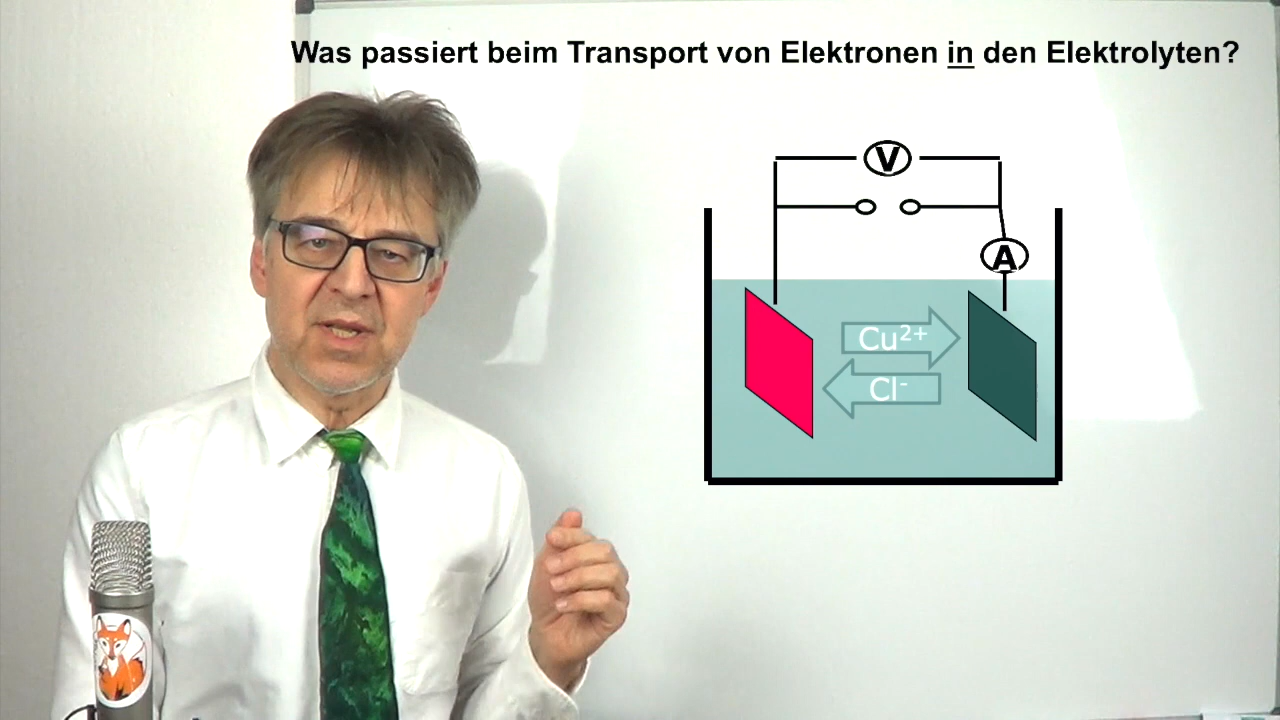 Was passiert beim Transport von Elektronen in den Elektrolyten?
V
A
Cu²⁺
Cl⁻